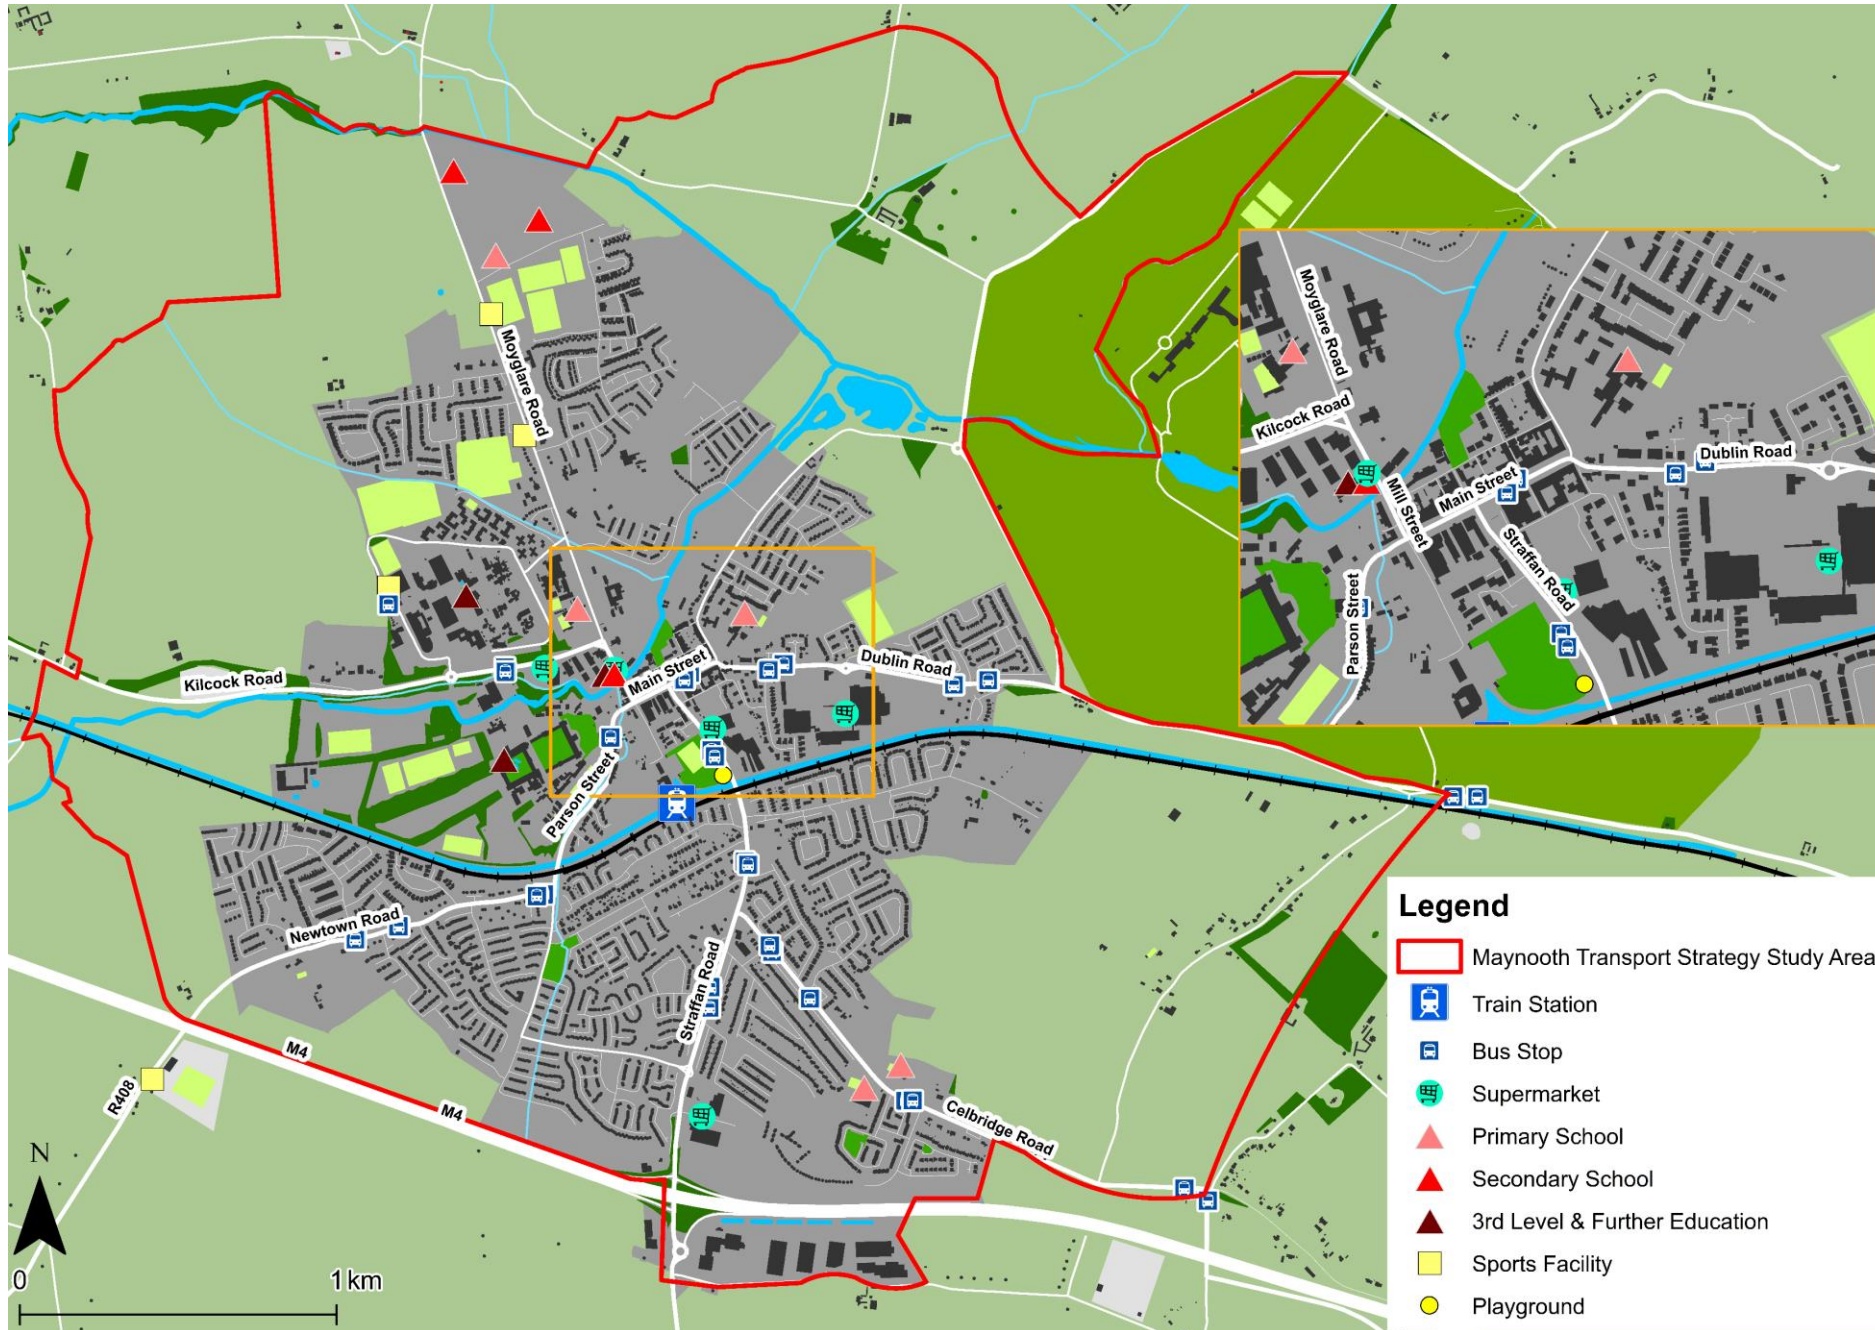 Moyglare Road
Kilcock Road
Main Street
Dublin Road
Parson Street
Newtown Road
Straffan Road
Celbridge Road
M4
M4
R408
Moyglare Road
Kilcock Road
Mill Street
Main Street
Dublin Road
Straffan Road
Parson Street
N
0 1 km
Legend
Maynooth Transport Strategy Study Area
Train Station
Bus Stop
Supermarket
Primary School
Secondary School
3rd Level & Further Education
Sports Facility
Playground